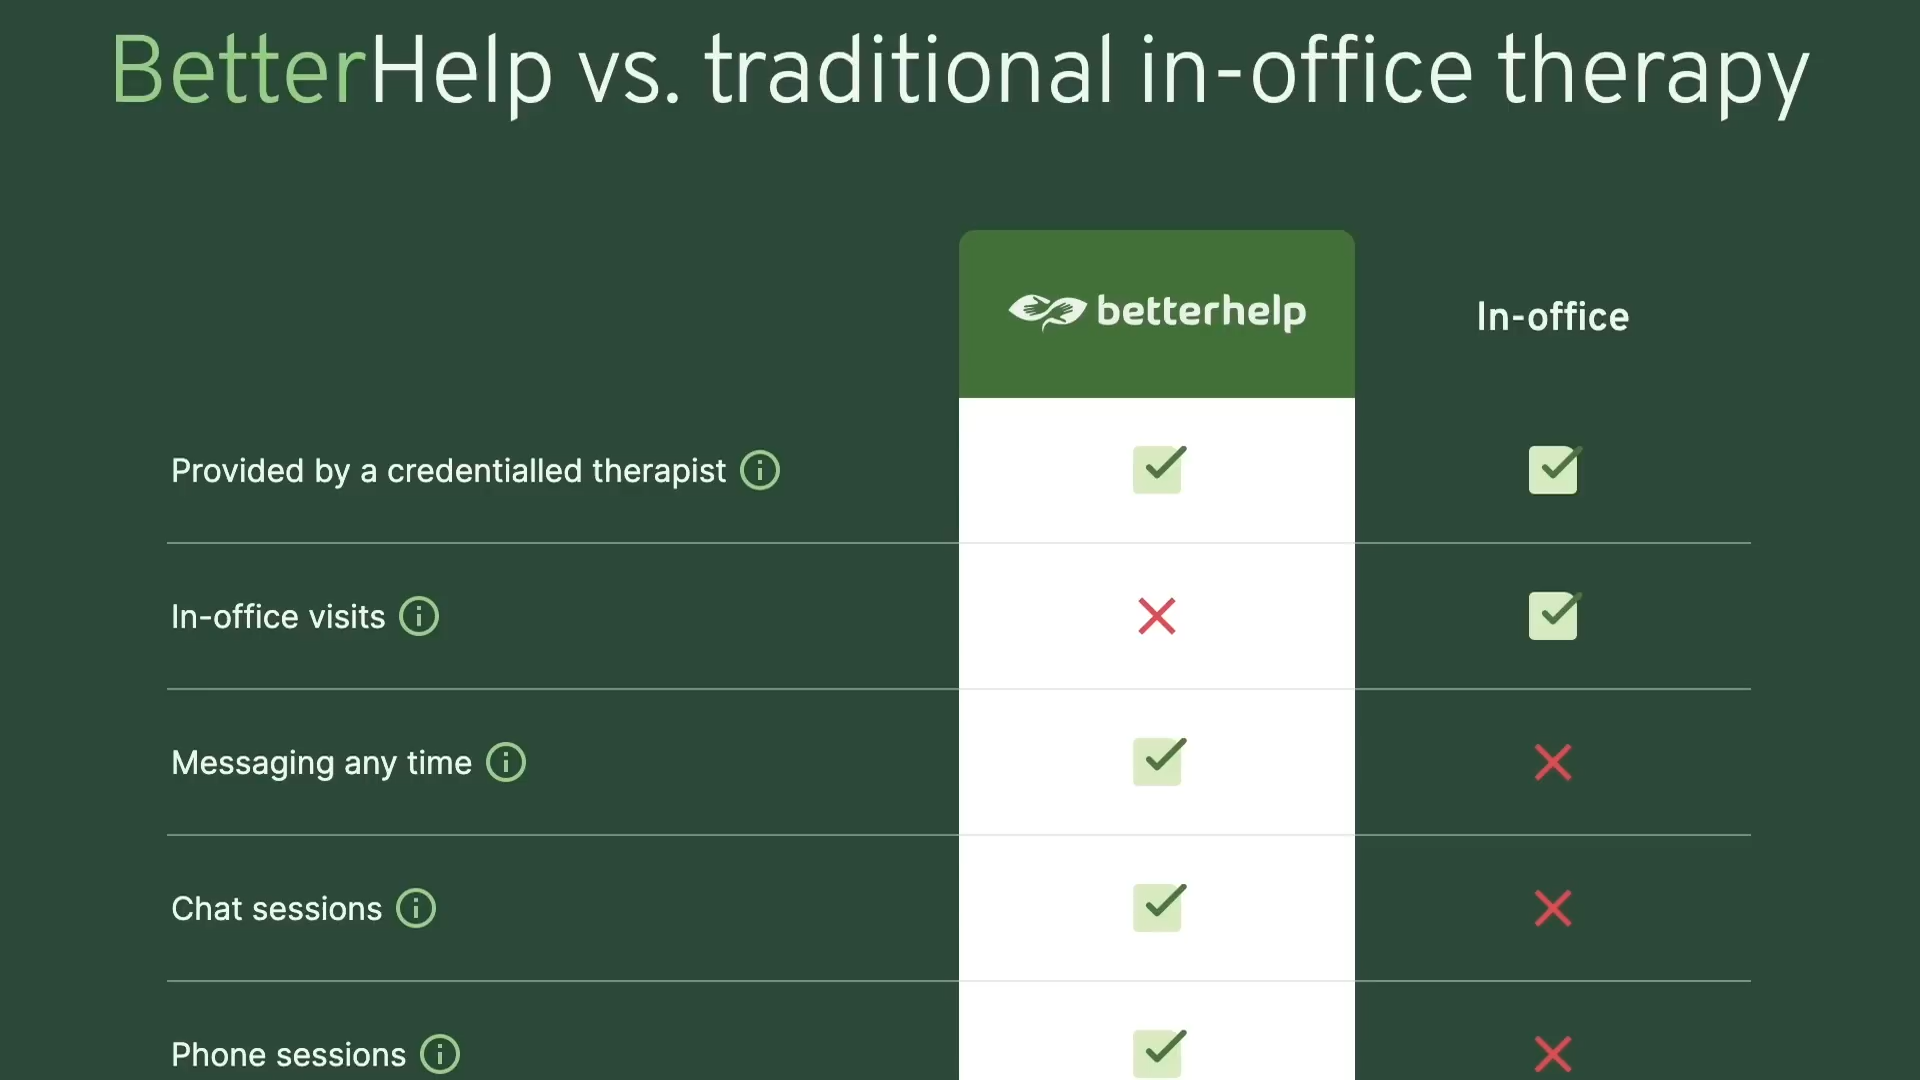 BetterHelp vs. traditional in-office therapy
betterhelp
In-office
Provided by a credentialled therapist
In-office visits
Messaging any time
Chat sessions
Phone sessions